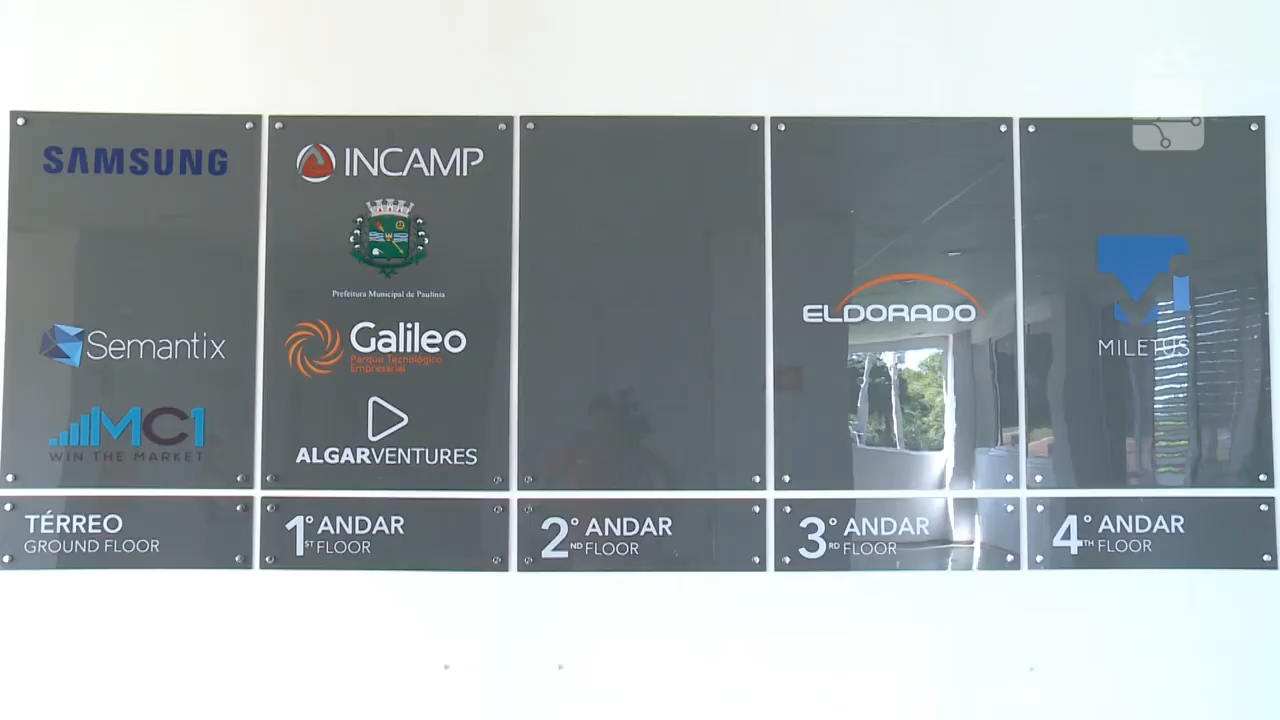 SAMSUNG
Semantix
MC1
WIN THE MARKET
TÉRREO
GROUND FLOOR
INCAMP
Prefeitura Municipal de Paulínia
Galileo
Parque Tecnológico
Empresarial
ALGARVENTURES
1º ANDAR
ST FLOOR
2º ANDAR
ND FLOOR
ELDORADO
3º ANDAR
RD FLOOR
MILETUS
4º ANDAR
TH FLOOR